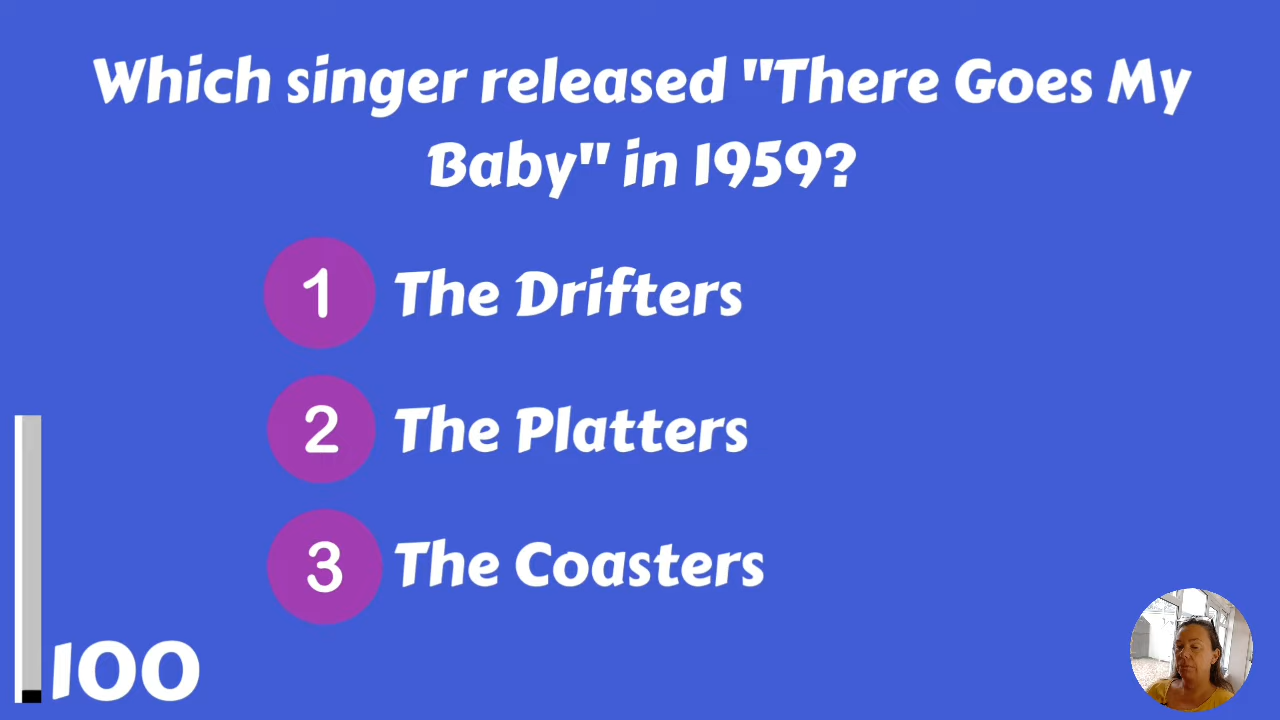 Which singer released "There Goes My
Baby" in 1959?
1 The Drifters
2 The Platters
3 The Coasters
100